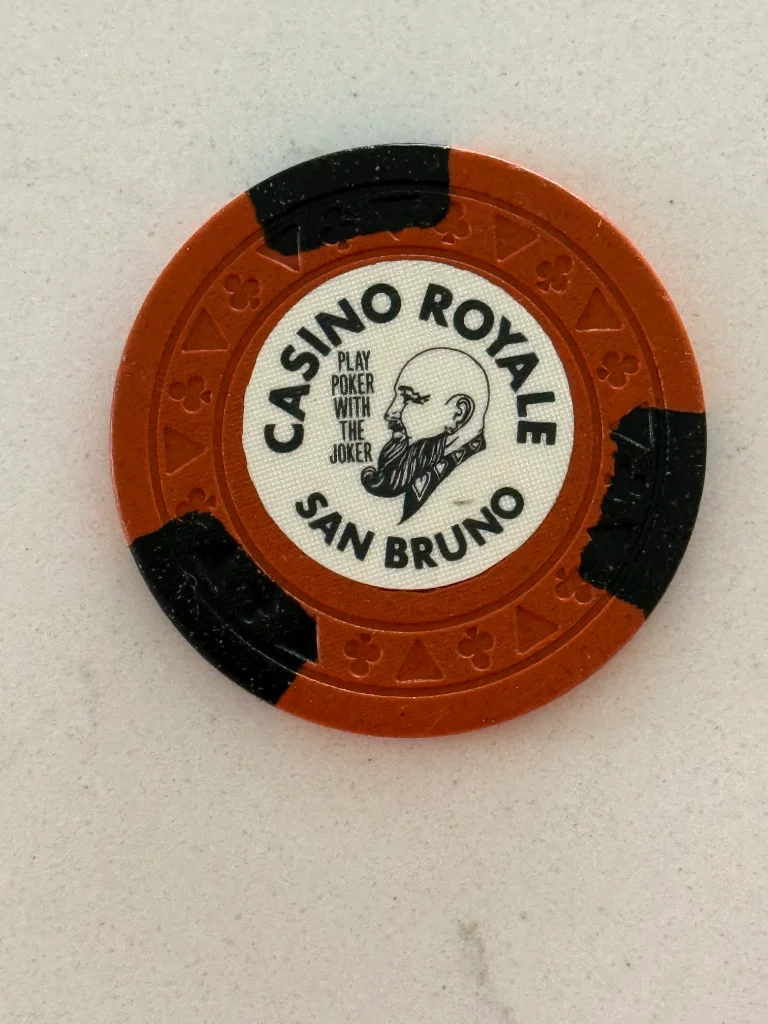 CASINO ROYALE
PLAY
POKER
WITH
THE
JOKER
SAN BRUNO